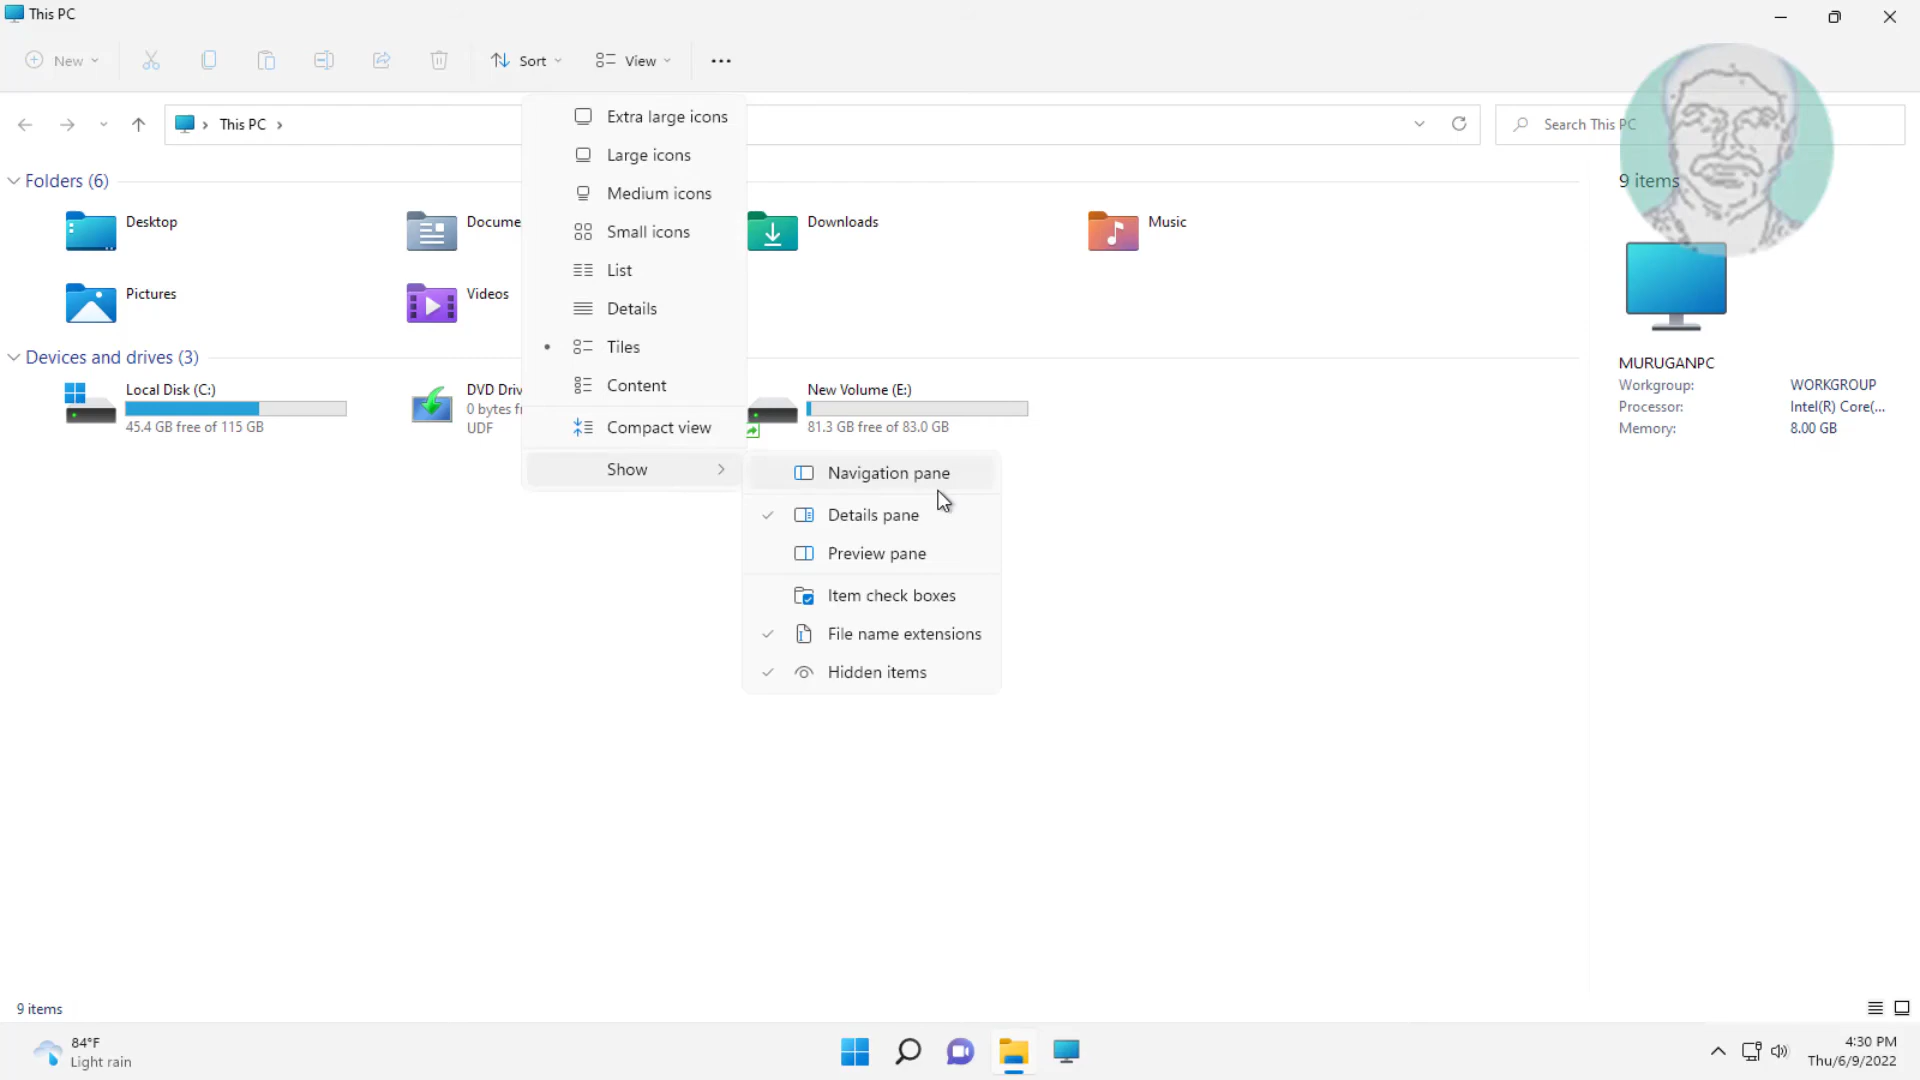 This PC
New
Sort
View
This PC
Search This PC
Extra large icons
Large icons
Medium icons
Small icons
List
Details
Tiles
Content
Compact view
Show
Navigation pane
Details pane
Preview pane
Item check boxes
File name extensions
Hidden items
Folders (6)
Desktop
Docume
Downloads
Music
Pictures
Videos
Devices and drives (3)
Local Disk (C:)
45.4 GB free of 115 GB
DVD Driv
0 bytes fr
UDF
New Volume (E:)
81.3 GB free of 83.0 GB
9 items
MURUGANPC
Workgroup: WORKGROUP
Processor: Intel(R) Core(...
Memory: 8.00 GB
9 items
84°F
Light rain
4:30 PM
Thu/6/9/2022